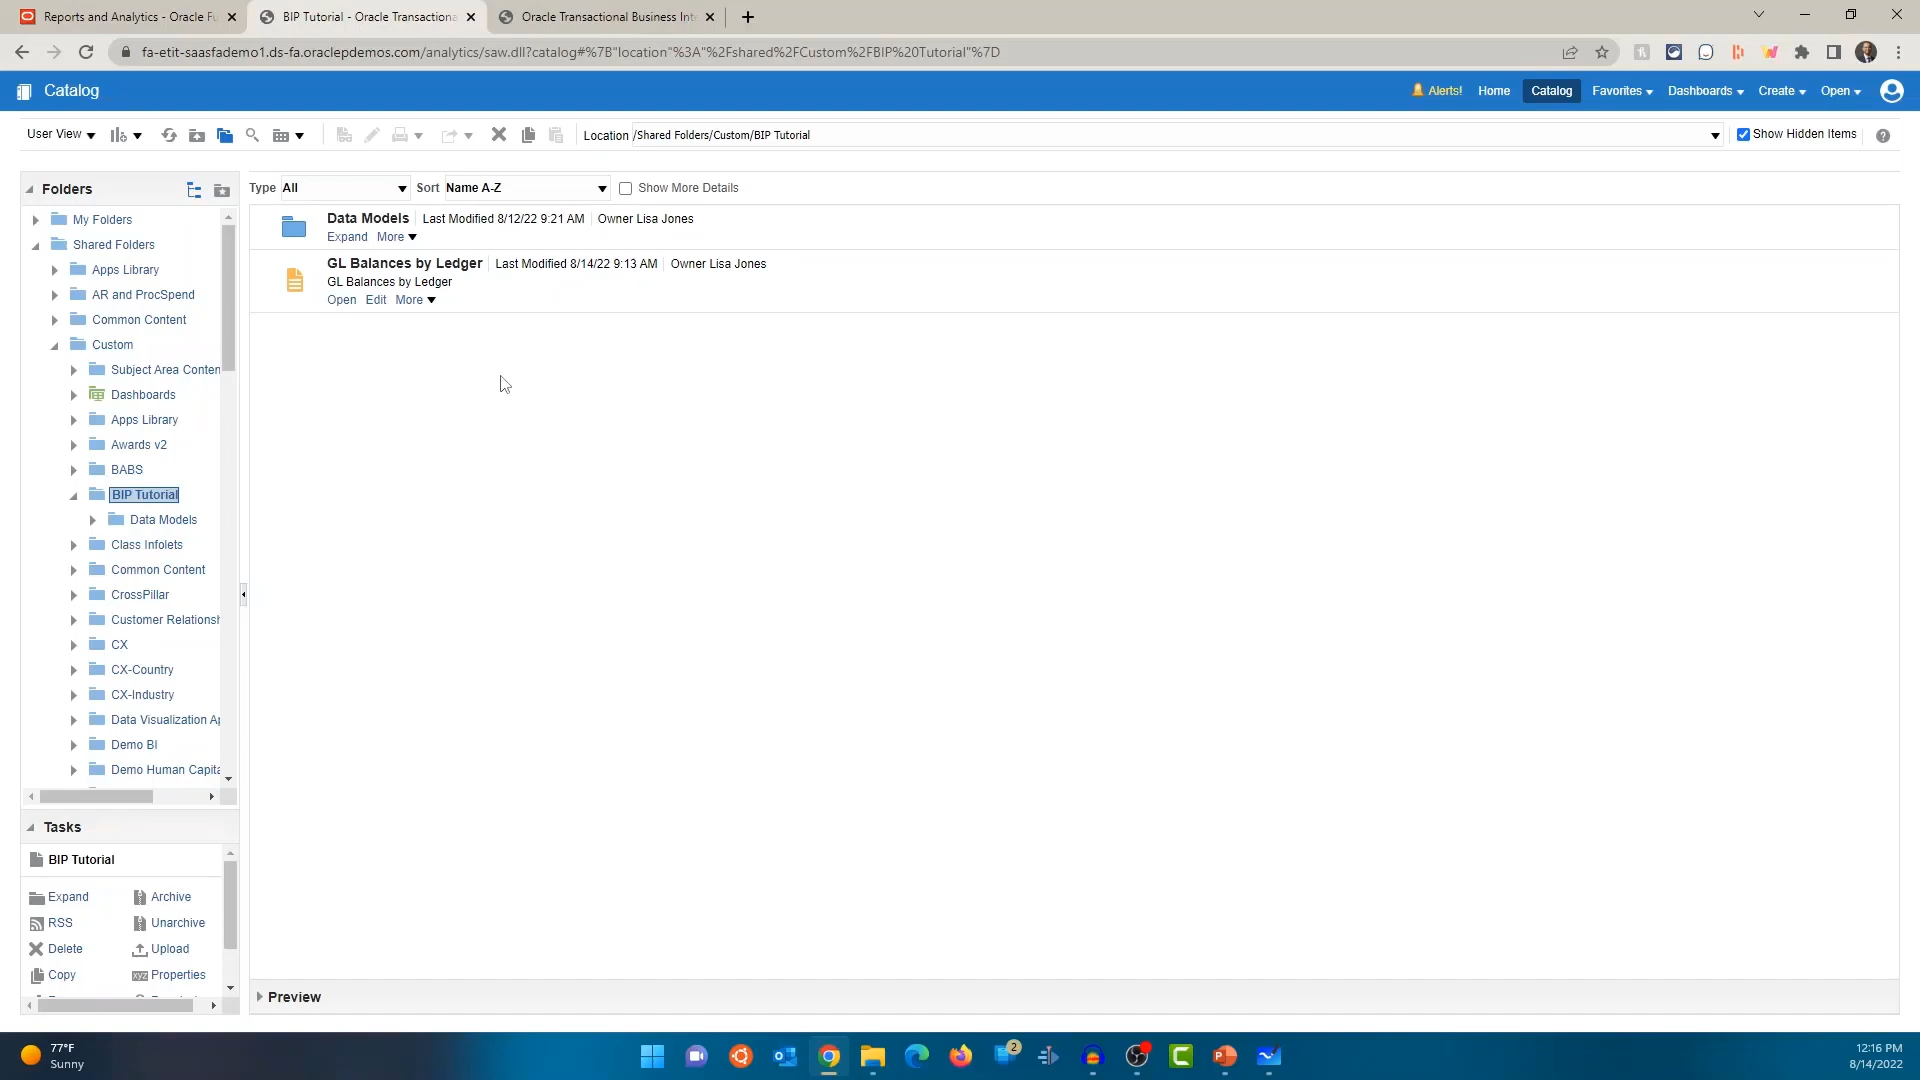 Reports and Analytics - Oracle Fu
BIP Tutorial - Oracle Transactiona
Oracle Transactional Business Inte
fa-etit-saasfademo1.ds-fa.oraclepdemos.com/analytics/saw.dll?catalog#%7B"location"%3A"%2Fshared%2FCustom%2FBIP%20Tutorial"%7D
Catalog
Alerts! Home Catalog Favorites Dashboards Create Open
User View
Location /Shared Folders/Custom/BIP Tutorial
Show Hidden Items
Folders
My Folders
Shared Folders
Apps Library
AR and ProcSpend
Common Content
Custom
Subject Area Conten
Dashboards
Apps Library
Awards v2
BABS
BIP Tutorial
Data Models
Class Infolets
Common Content
CrossPillar
Customer Relationsh
CX
CX-Country
CX-Industry
Data Visualization Ap
Demo BI
Demo Human Capita
Type All Sort Name A-Z Show More Details
Data Models Last Modified 8/12/22 9:21 AM Owner Lisa Jones
Expand More
GL Balances by Ledger Last Modified 8/14/22 9:13 AM Owner Lisa Jones
GL Balances by Ledger
Open Edit More
Tasks
BIP Tutorial
Expand Archive
RSS Unarchive
Delete Upload
Copy xyz Properties
Preview
77°F
Sunny
2
12:16 PM
8/14/2022